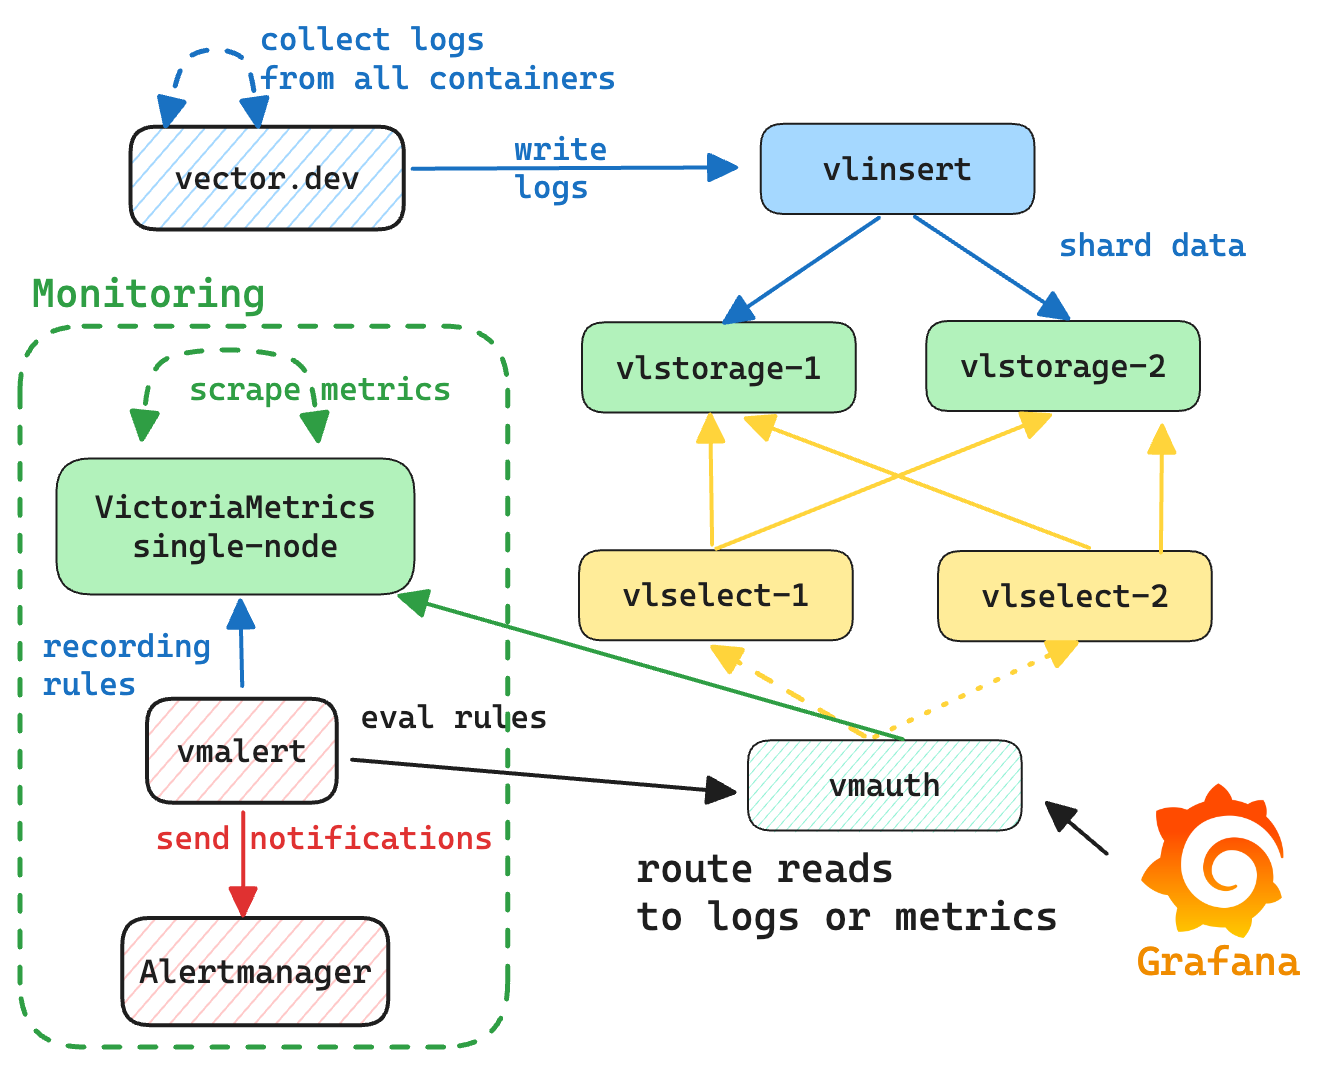 collect logs
from all containers
vector.dev
write
logs
vlinsert
shard data
Monitoring
scrape metrics
vlstorage-1
vlstorage-2
VictoriaMetrics
single-node
vlselect-1
vlselect-2
recording
rules
eval rules
vmalert
vmauth
send notifications
route reads
to logs or metrics
Alertmanager
Grafana